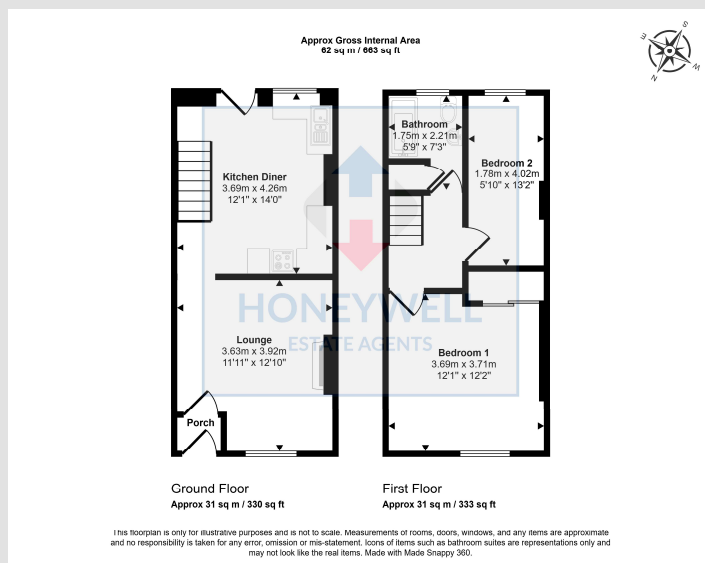 Approx Gross Internal Area
62 sq m / 663 sq ft
S
E
W
N
Bathroom
1.75m x 2.21m
5'9" x 7'3"
Kitchen Diner
3.69m x 4.26m
12'1" x 14'0"
Bedroom 2
1.78m x 4.02m
5'10" x 13'2"
HONEYWELL
ESTATE AGENTS
Lounge
3.63m x 3.92m
11'11" x 12'10"
Bedroom 1
3.69m x 3.71m
12'1" x 12'2"
Porch
Ground Floor
Approx 31 sq m / 330 sq ft
First Floor
Approx 31 sq m / 333 sq ft
This floorplan is only for illustrative purposes and is not to scale. Measurements of rooms, doors, windows, and any items are approximate
and no responsibility is taken for any error, omission or mis-statement. Icons of items such as bathroom suites are representations only and
may not look like the real items. Made with Made Snappy 360.